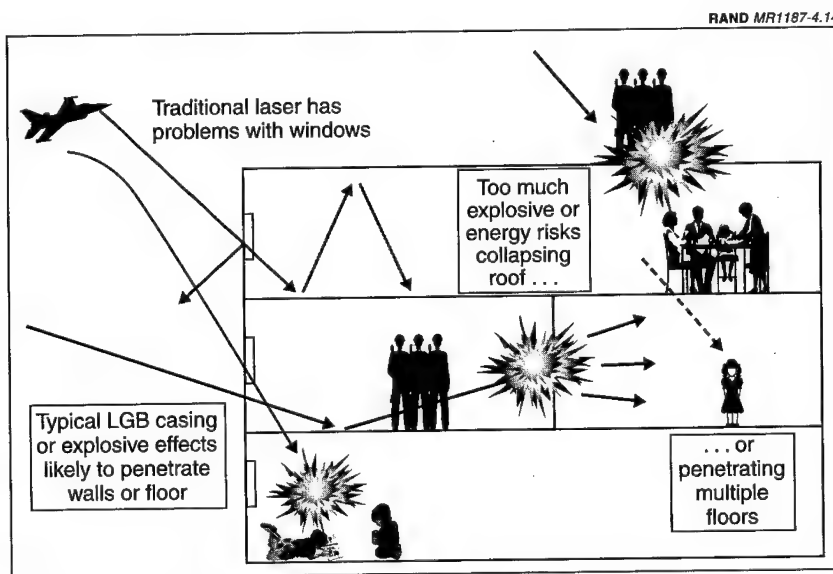 RAND MR1187-4.14
Traditional laser has
problems with windows
Too much
explosive or
energy risks
collapsing
roof . . .
Typical LGB casing
or explosive effects
likely to penetrate
walls or floor
. . . or
penetrating
multiple
floors